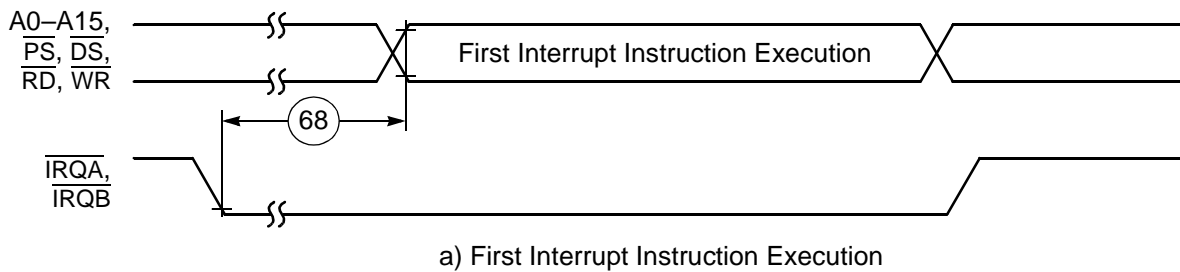 A0–A15,
PS, DS,
RD, WR
First Interrupt Instruction Execution
68
IRQA,
IRQB
a) First Interrupt Instruction Execution